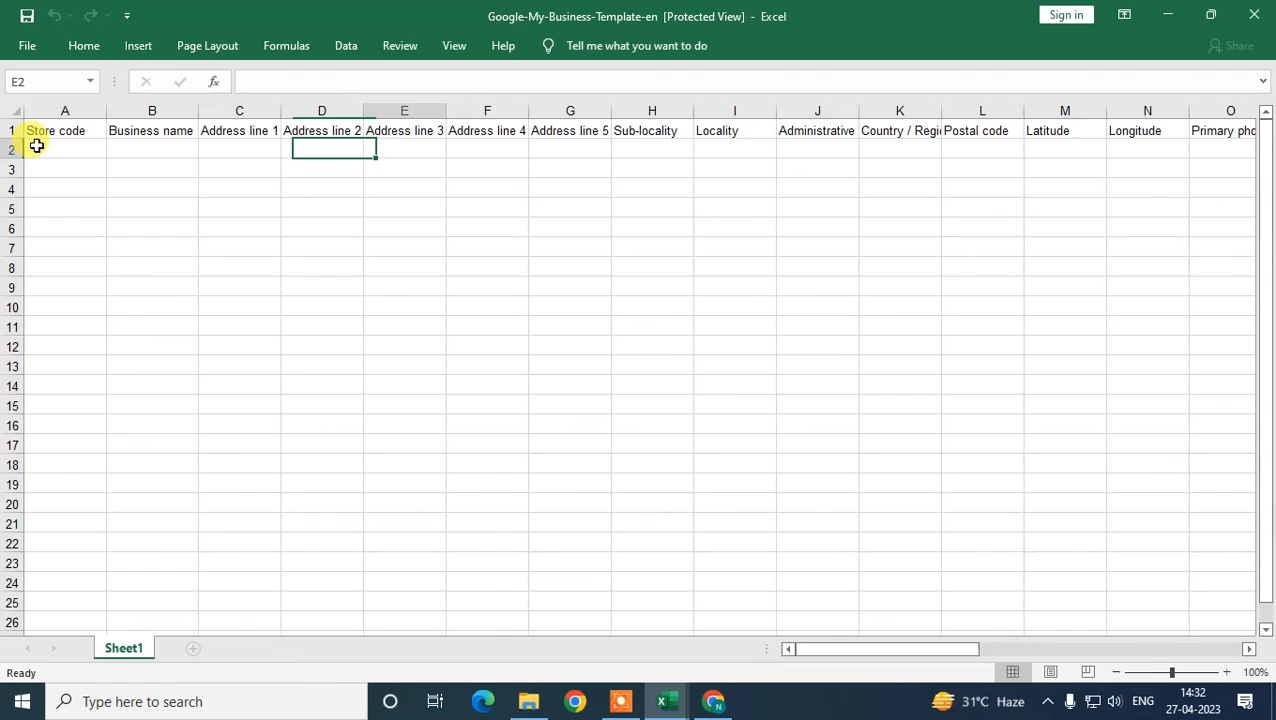 Google-My-Business-Template-en [Protected View] - Excel
Sign in
File Home Insert Page Layout Formulas Data Review View Help Tell me what you want to do Share
E2 fx
A B C D E F G H I J K L M N O
1 Store code Business name Address line 1 Address line 2 Address line 3 Address line 4 Address line 5 Sub-locality Locality Administrative Country / Regi Postal code Latitude Longitude Primary pho
2
3
4
5
6
7
8
9
10
11
12
13
14
15
16
17
18
19
20
21
22
23
24
25
26
Sheet1
Ready 100%
Type here to search 31°C Haze ENG 14:32
27-04-2023